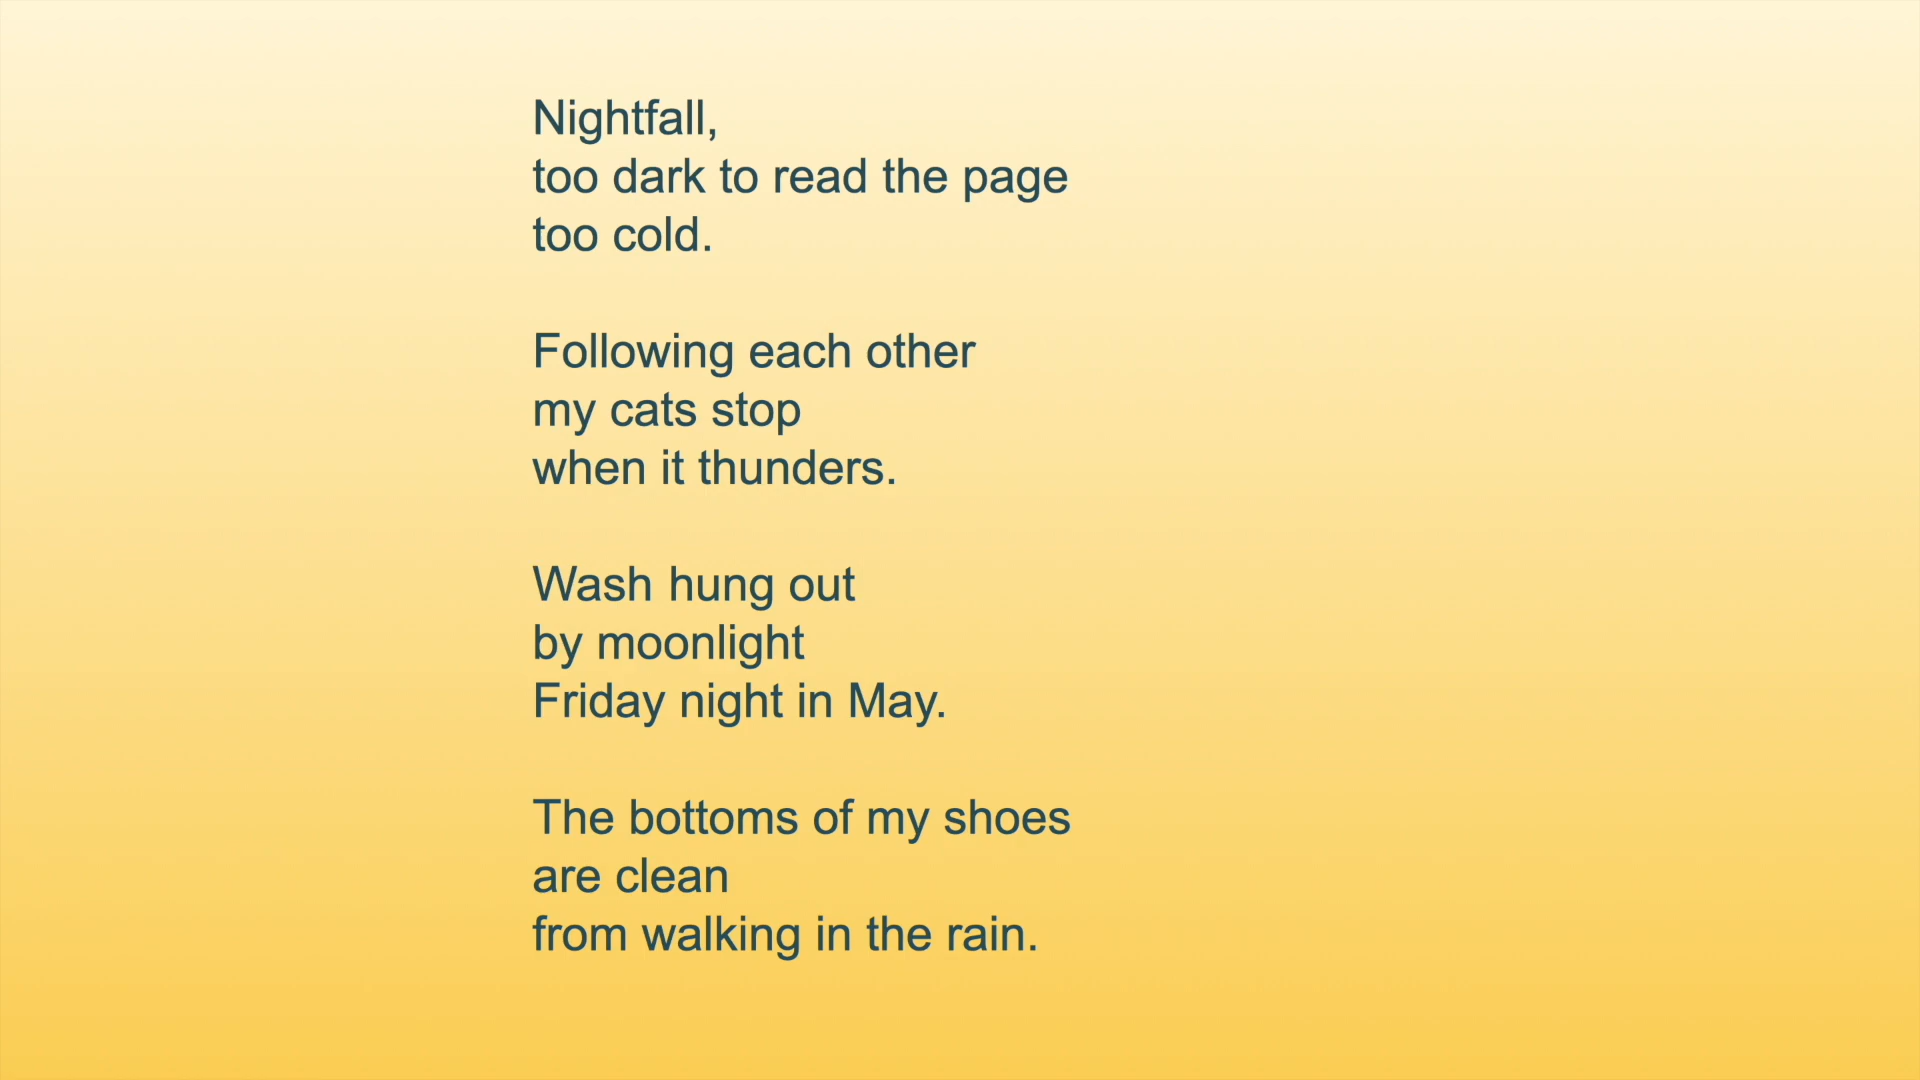 Nightfall,
too dark to read the page
too cold.
Following each other
my cats stop
when it thunders.
Wash hung out
by moonlight
Friday night in May.
The bottoms of my shoes
are clean
from walking in the rain.